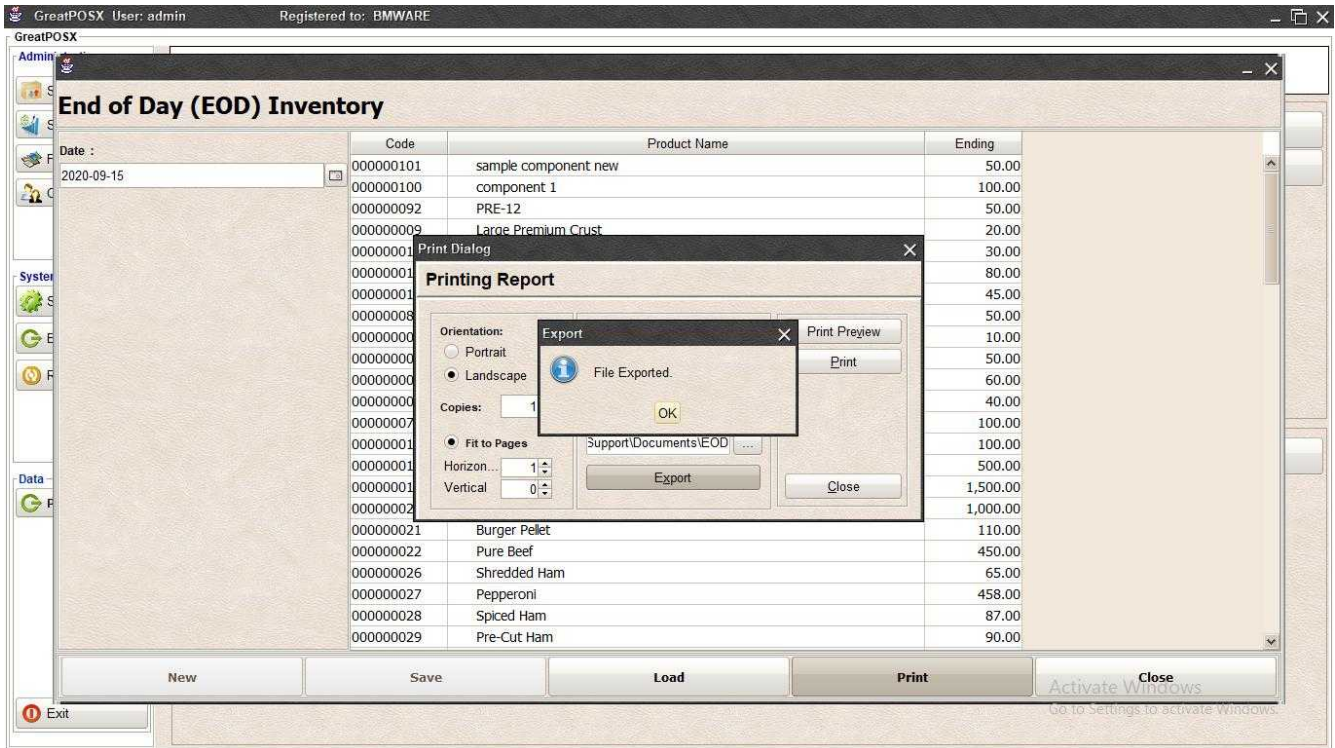 GreatPOSX User: admin Registered to: BMWARE
GreatPOSX
End of Day (EOD) Inventory
Date :
2020-09-15
Code Product Name Ending
000000101 sample component new 50.00
000000100 component 1 100.00
000000092 PRE-12 50.00
000000009 Large Premium Crust 20.00
30.00
80.00
45.00
50.00
10.00
50.00
60.00
40.00
100.00
100.00
500.00
1,500.00
1,000.00
000000021 Burger Pellet 110.00
000000022 Pure Beef 450.00
000000026 Shredded Ham 65.00
000000027 Pepperoni 458.00
000000028 Spiced Ham 87.00
000000029 Pre-Cut Ham 90.00
Print Dialog
Printing Report
Orientation:
Portrait
Landscape
Copies: 1
Fit to Pages
Horizon... 1
Vertical 0
Support\Documents\EOD ...
Export
Print Preview
Print
Close
Export
File Exported.
OK
New Save Load Print Close
Data
Exit
Activate Windows
Go to Settings to activate Windows.